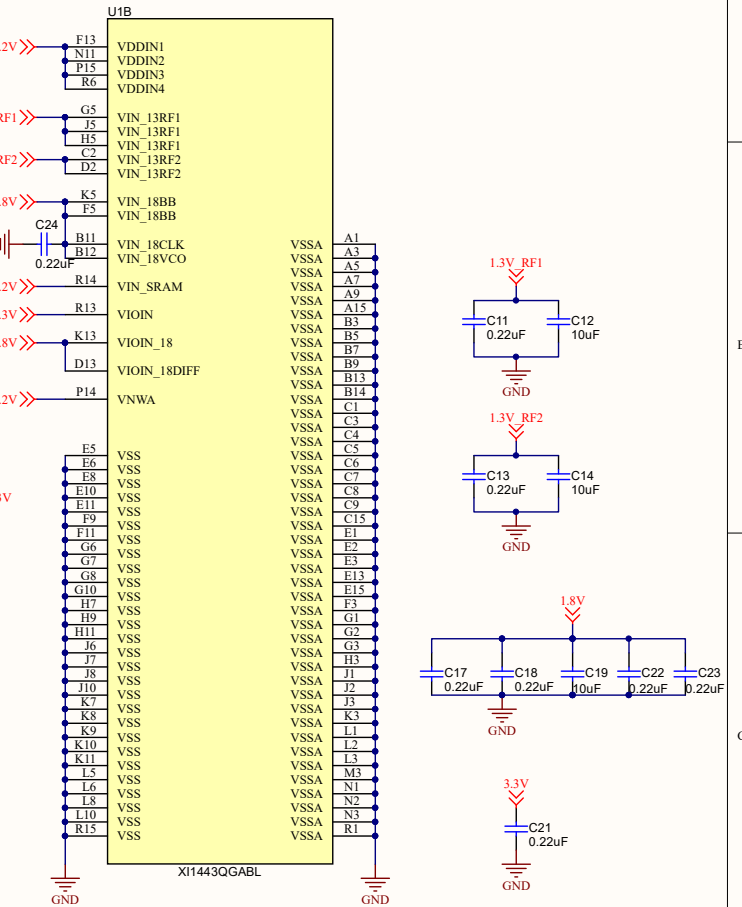 U1B
.2V
F13 VDDIN1
N11 VDDIN2
P15 VDDIN3
R6 VDDIN4
RF1
G5 VIN_13RF1
J5 VIN_13RF1
H5 VIN_13RF1
RF2
C2 VIN_13RF2
D2 VIN_13RF2
.8V
K5 VIN_18BB
F5 VIN_18BB
C24
0.22uF
B11 VIN_18CLK
B12 VIN_18VCO
.2V R14 VIN_SRAM
.3V R13 VIOIN
.8V K13 VIOIN_18
D13 VIOIN_18DIFF
.2V P14 VNWA
3V
E5 VSS
E6 VSS
E8 VSS
E10 VSS
E11 VSS
F9 VSS
F11 VSS
G6 VSS
G7 VSS
G8 VSS
G10 VSS
H7 VSS
H9 VSS
H11 VSS
J6 VSS
J7 VSS
J8 VSS
J10 VSS
K7 VSS
K8 VSS
K9 VSS
K10 VSS
K11 VSS
L5 VSS
L6 VSS
L8 VSS
L10 VSS
R15 VSS
GND
VSSA A1
VSSA A3
VSSA A5
VSSA A7
VSSA A9
VSSA A15
VSSA B3
VSSA B5
VSSA B7
VSSA B9
VSSA B13
VSSA B14
VSSA C1
VSSA C3
VSSA C4
VSSA C5
VSSA C6
VSSA C7
VSSA C8
VSSA C9
VSSA C15
VSSA E1
VSSA E2
VSSA E3
VSSA E13
VSSA E15
VSSA F3
VSSA G1
VSSA G2
VSSA G3
VSSA H3
VSSA J1
VSSA J2
VSSA J3
VSSA K3
VSSA L1
VSSA L2
VSSA L3
VSSA M3
VSSA N1
VSSA N2
VSSA N3
VSSA R1
GND
XI1443QGABL
1.3V_RF1
C11 C12
0.22uF 10uF
GND
1.3V_RF2
C13 C14
0.22uF 10uF
GND
1.8V
C17 C18 C19 C22 C23
0.22uF 0.22uF 10uF 0.22uF 0.22uF
GND
3.3V
C21
0.22uF
GND